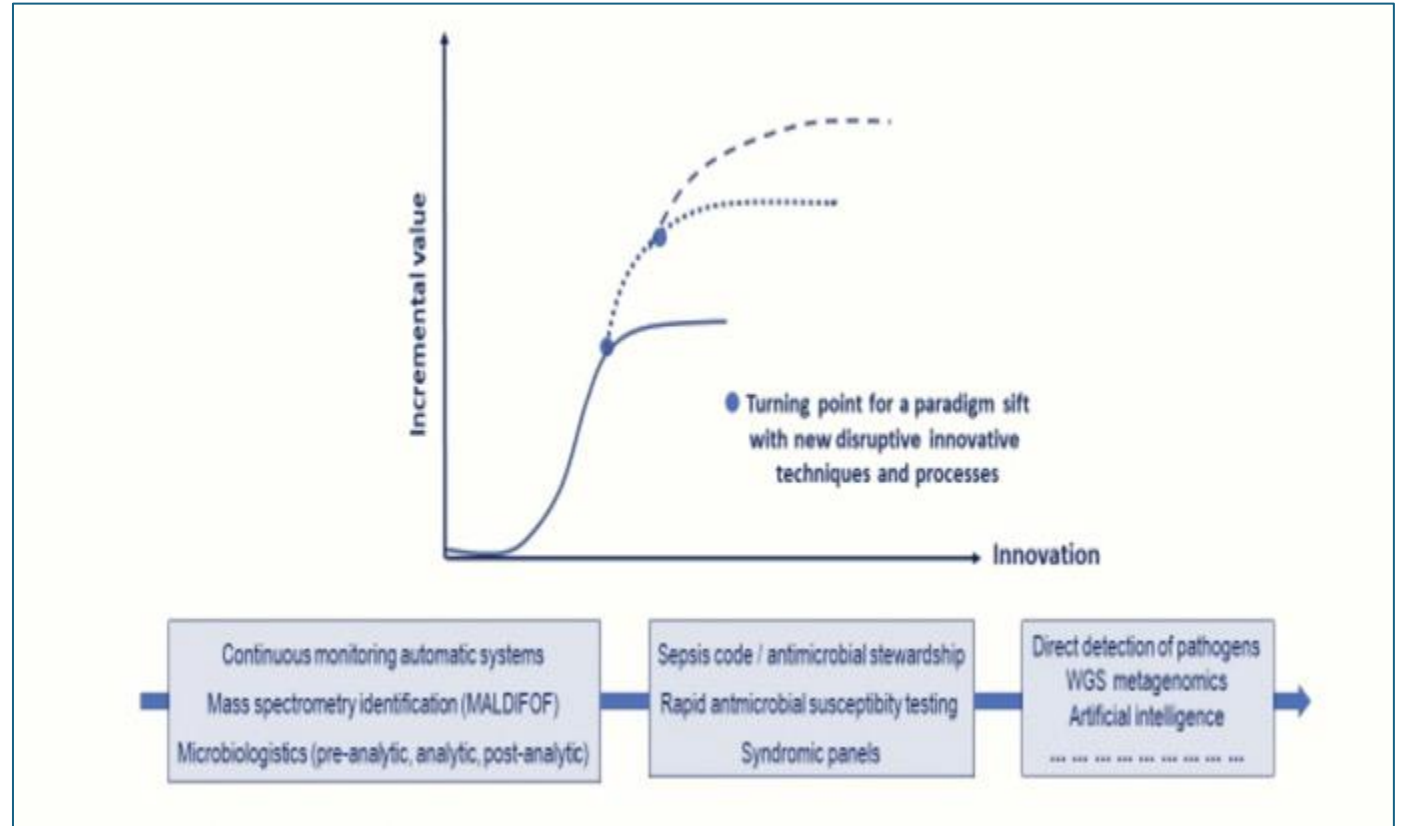 Incremental value
Turning point for a paradigm sift
with new disruptive innovative
techniques and processes
Innovation
Continuous monitoring automatic systems
Mass spectrometry identification (MALDIFOF)
Microbiologistics (pre-analytic, analytic, post-analytic)
Sepsis code / antimicrobial stewardship
Rapid antmicrobial susceptibity testing
Syndromic panels
Direct detection of pathogens
WGS metagenomics
Artificial intelligence
... ... ... ... ... ... ... ... ...